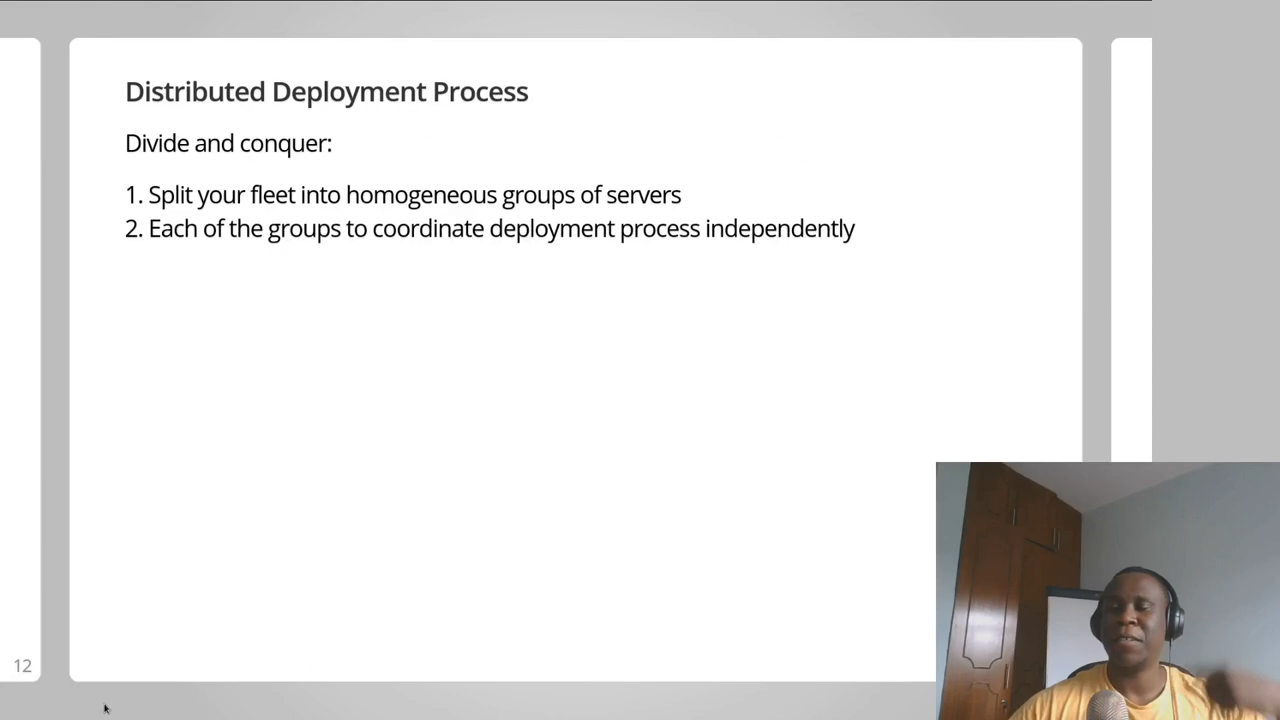 Distributed Deployment Process
Divide and conquer:
1. Split your fleet into homogeneous groups of servers
2. Each of the groups to coordinate deployment process independently
12